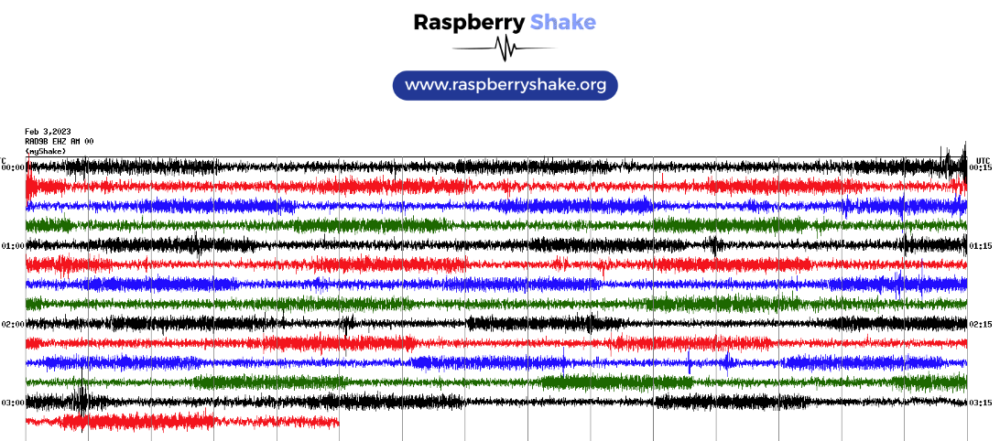 Raspberry Shake
www.raspberryshake.org
Feb 3,2023
RA09B EHZ AM 00
(myShake)
UTC
00:00 00:15
01:00 01:15
02:00 02:15
03:00 03:15